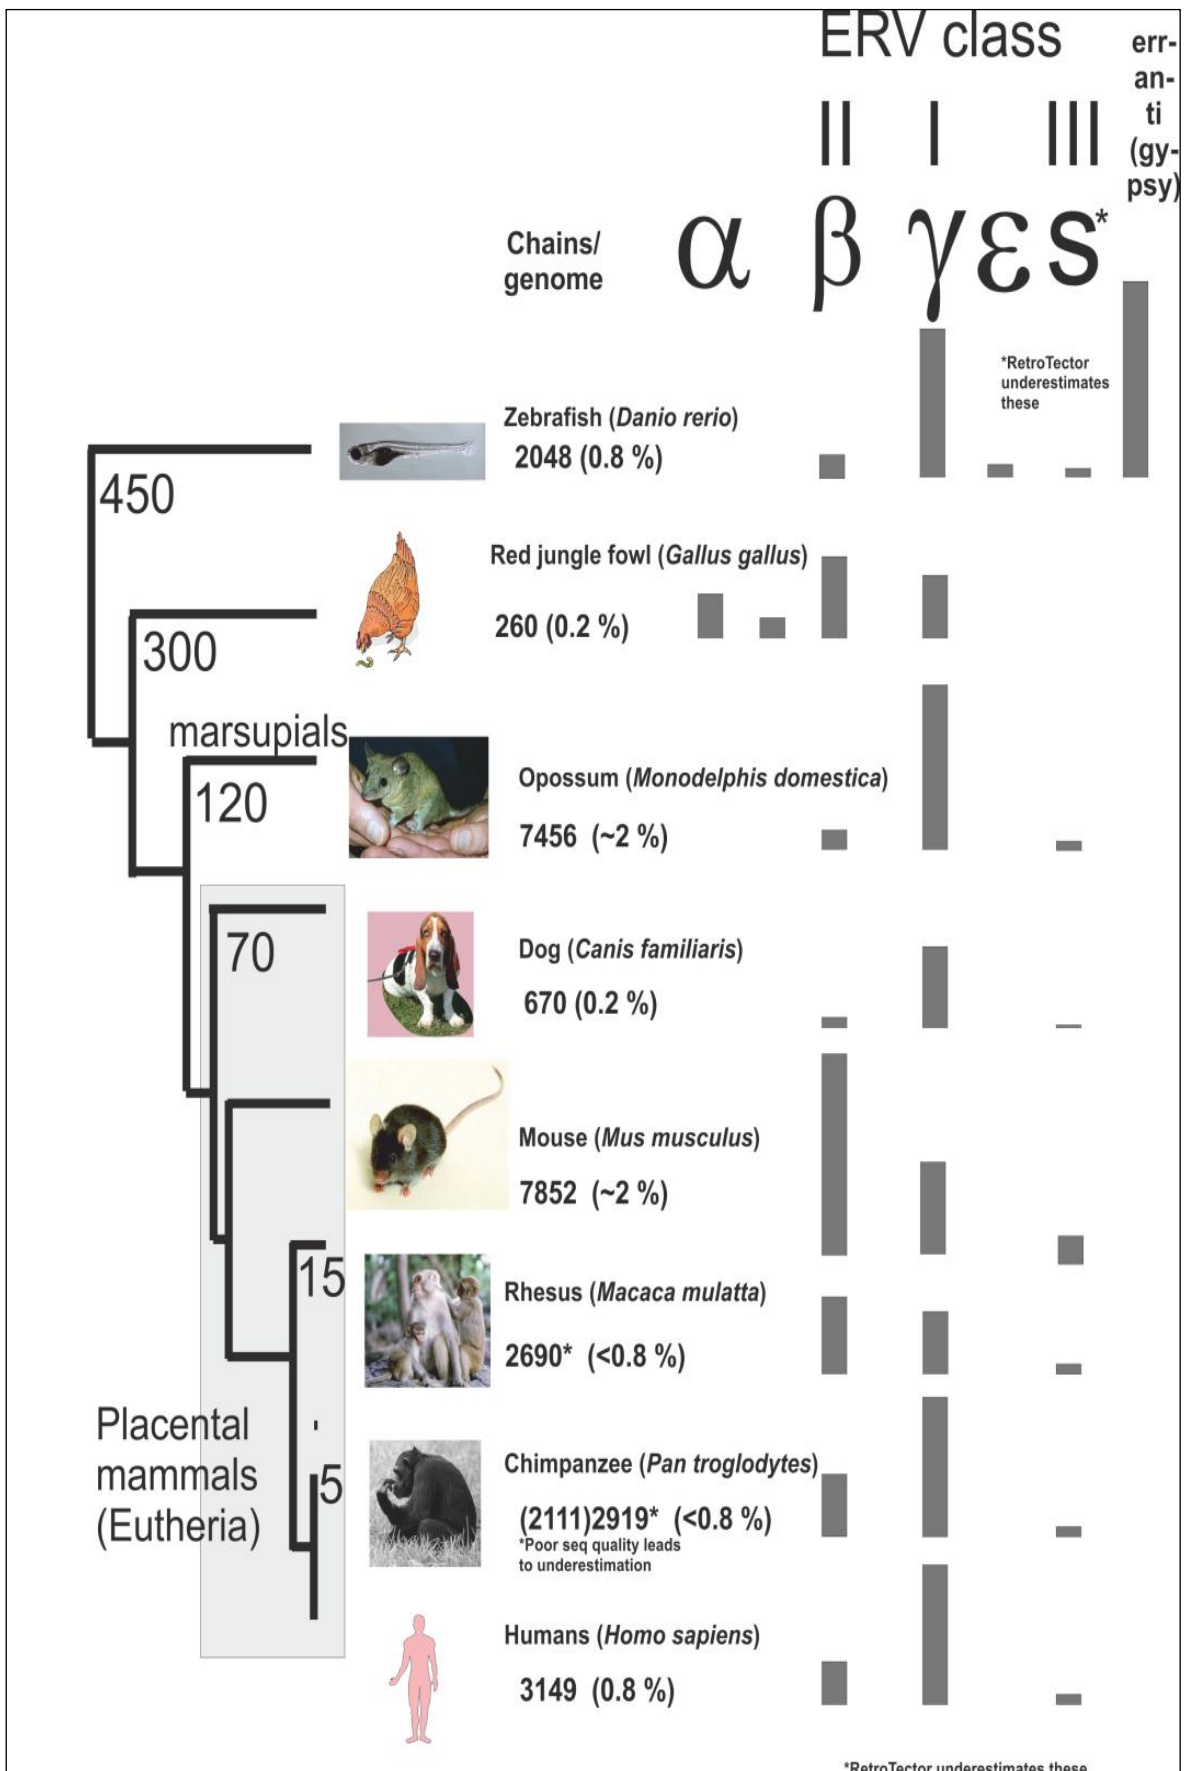 ERV class
err-
an-
ti
(gy-
psy)
II I III
Chains/
genome
α β γ ε s*
*RetroTector
underestimates
these
Zebrafish (Danio rerio)
2048 (0.8 %)
450
Red jungle fowl (Gallus gallus)
260 (0.2 %)
300
marsupials
Opossum (Monodelphis domestica)
7456 (~2 %)
120
Dog (Canis familiaris)
670 (0.2 %)
70
Mouse (Mus musculus)
7852 (~2 %)
15
Rhesus (Macaca mulatta)
2690* (<0.8 %)
Placental
mammals
(Eutheria)
5
Chimpanzee (Pan troglodytes)
(2111)2919* (<0.8 %)
*Poor seq quality leads
to underestimation
Humans (Homo sapiens)
3149 (0.8 %)
*RetroTector underestimates these